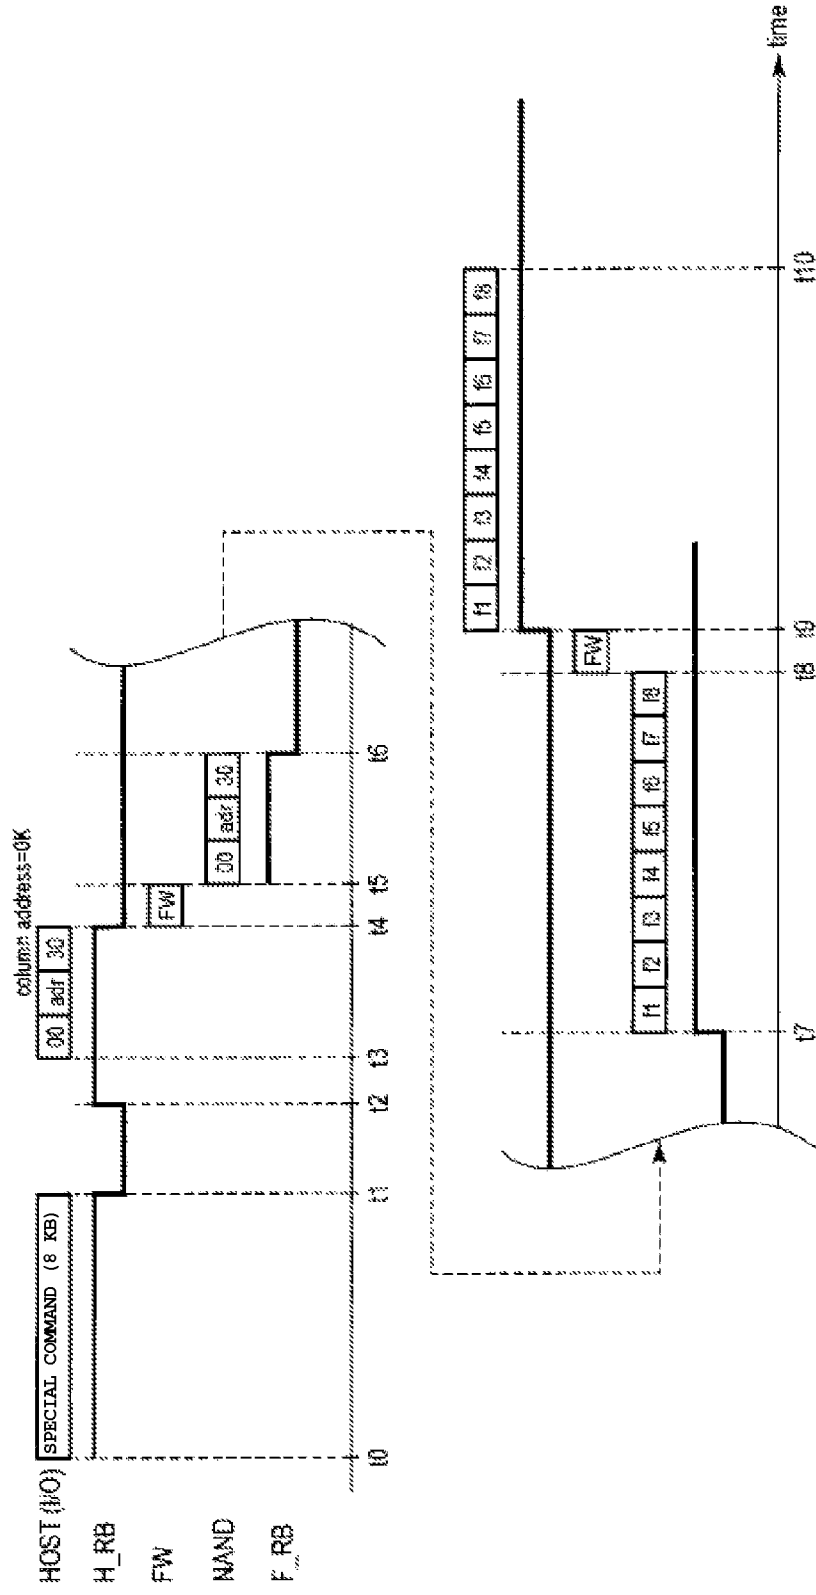 column address=0K
HOST (I/O) SPECIAL COMMAND (8 KB) 00 adr 30
H_RB
FW FW
NAND 00 adr 30
F_RB
t0 t1 t2 t3 t4 t5 t6
f1 f2 f3 f4 f5 f6 f7 f8
FW
f1 f2 f3 f4 f5 f6 f7 f8
t7 t8 t9 t10 time